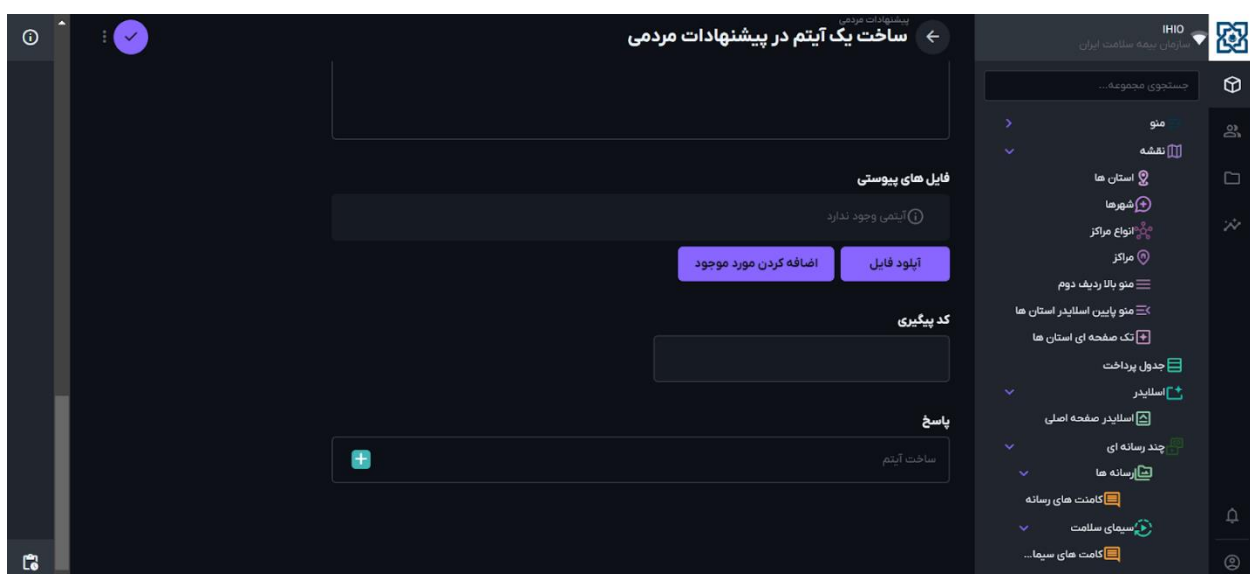 IHIO
سازمان بیمه سلامت ایران
جستجوی مجموعه...
منو
نقشه
استان ها
شهرها
انواع مراکز
مراکز
منو بالا ردیف دوم
منو پایین اسلایدر استان ها
تک صفحه ای استان ها
جدول پرداخت
اسلایدر
اسلایدر صفحه اصلی
چند رسانه ای
رسانه ها
کامنت های رسانه
سیمای سلامت
کامت های سیما...
پیشنهادات مردمی
ساخت یک آیتم در پیشنهادات مردمی
فایل های پیوستی
آیتمی وجود ندارد
آپلود فایل
اضافه کردن مورد موجود
کد پیگیری
پاسخ
ساخت آیتم